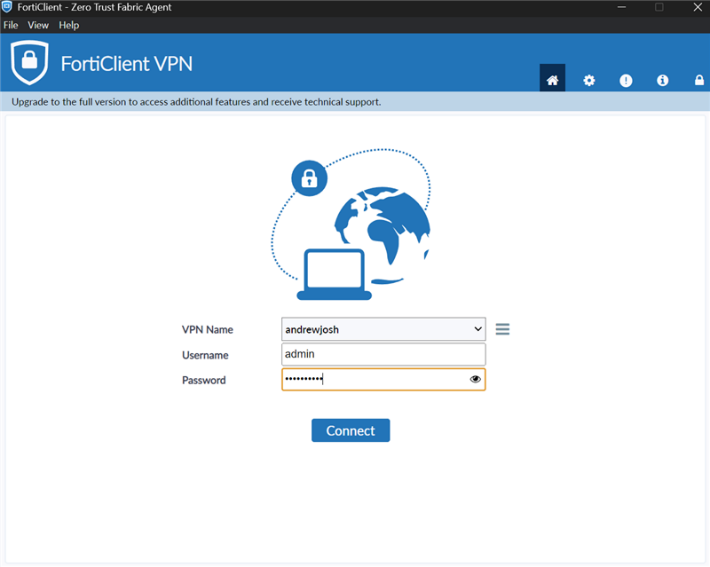 FortiClient - Zero Trust Fabric Agent
File View Help
FortiClient VPN
Upgrade to the full version to access additional features and receive technical support.
VPN Name andrewjosh
Username admin
Password ••••••••••
Connect